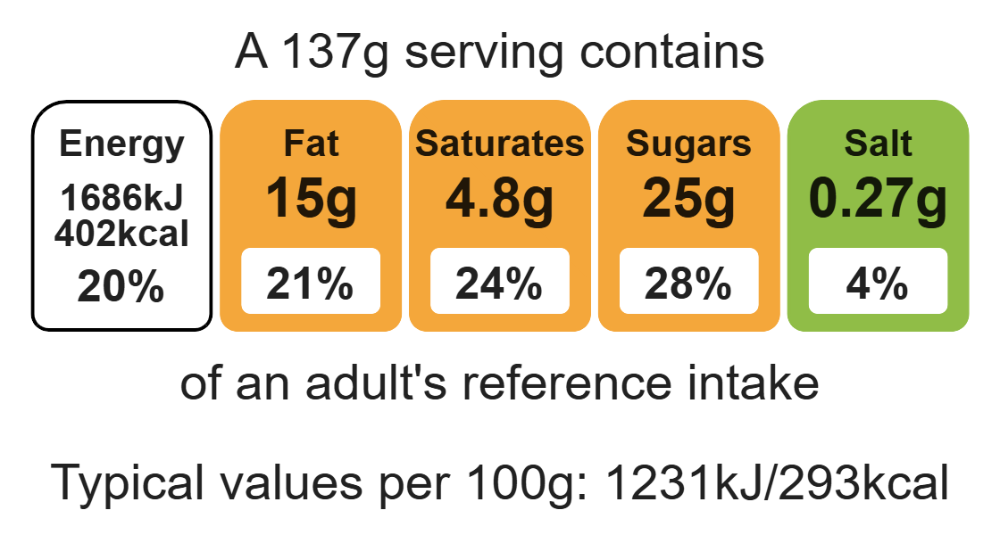 A 137g serving contains
Energy
1686kJ
402kcal
20%
Fat
15g
21%
Saturates
4.8g
24%
Sugars
25g
28%
Salt
0.27g
4%
of an adult's reference intake
Typical values per 100g: 1231kJ/293kcal